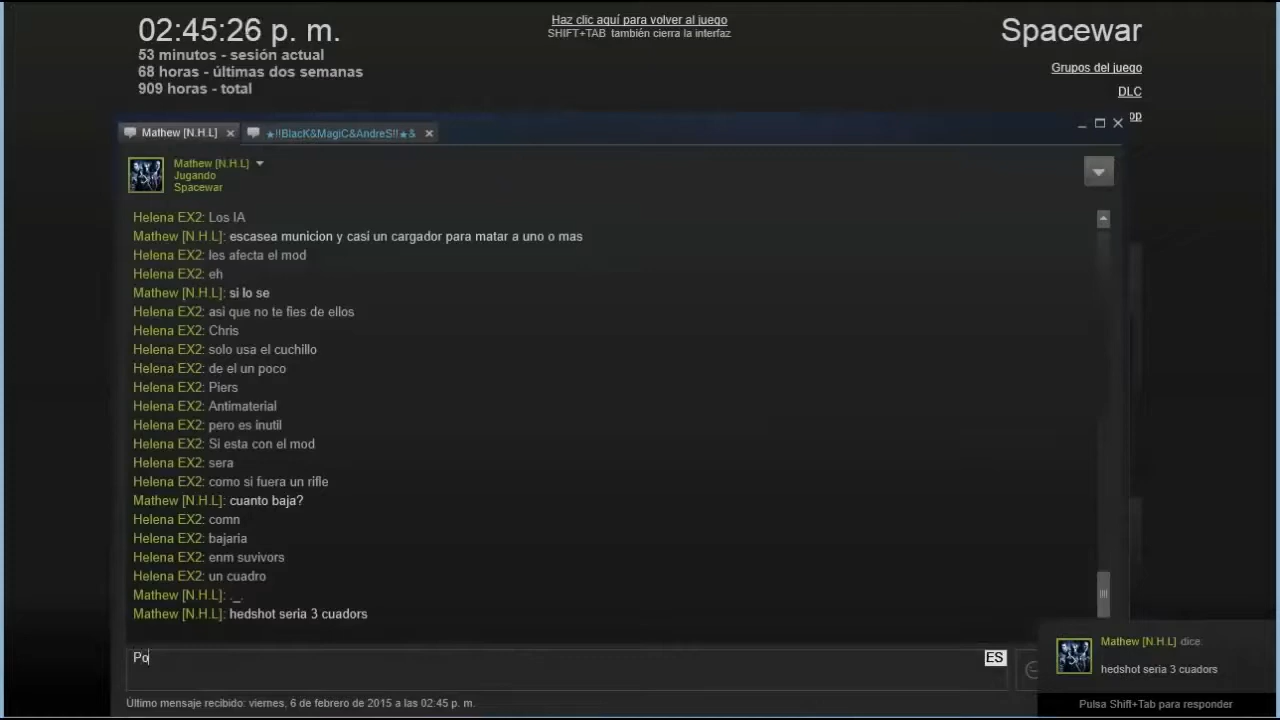 02:45:26 p. m.
53 minutos - sesión actual
68 horas - últimas dos semanas
909 horas - total
Haz clic aquí para volver al juego
SHIFT+TAB también cierra la interfaz
Spacewar
Grupos del juego
DLC
op
Mathew [N.H.L]
★!!BlacK&MagiC&AndreS!!★&
Mathew [N.H.L]
Jugando
Spacewar
Helena EX2: Los IA
Mathew [N.H.L]: escasea municion y casi un cargador para matar a uno o mas
Helena EX2: les afecta el mod
Helena EX2: eh
Mathew [N.H.L]: si lo se
Helena EX2: asi que no te fies de ellos
Helena EX2: Chris
Helena EX2: solo usa el cuchillo
Helena EX2: de el un poco
Helena EX2: Piers
Helena EX2: Antimaterial
Helena EX2: pero es inutil
Helena EX2: Si esta con el mod
Helena EX2: sera
Helena EX2: como si fuera un rifle
Mathew [N.H.L]: cuanto baja?
Helena EX2: comn
Helena EX2: bajaria
Helena EX2: enm suvivors
Helena EX2: un cuadro
Mathew [N.H.L]: ._.
Mathew [N.H.L]: hedshot seria 3 cuadors
Po
ES
Último mensaje recibido: viernes, 6 de febrero de 2015 a las 02:45 p. m.
Mathew [N.H.L] dice:
hedshot seria 3 cuadors
Pulsa Shift+Tab para responder